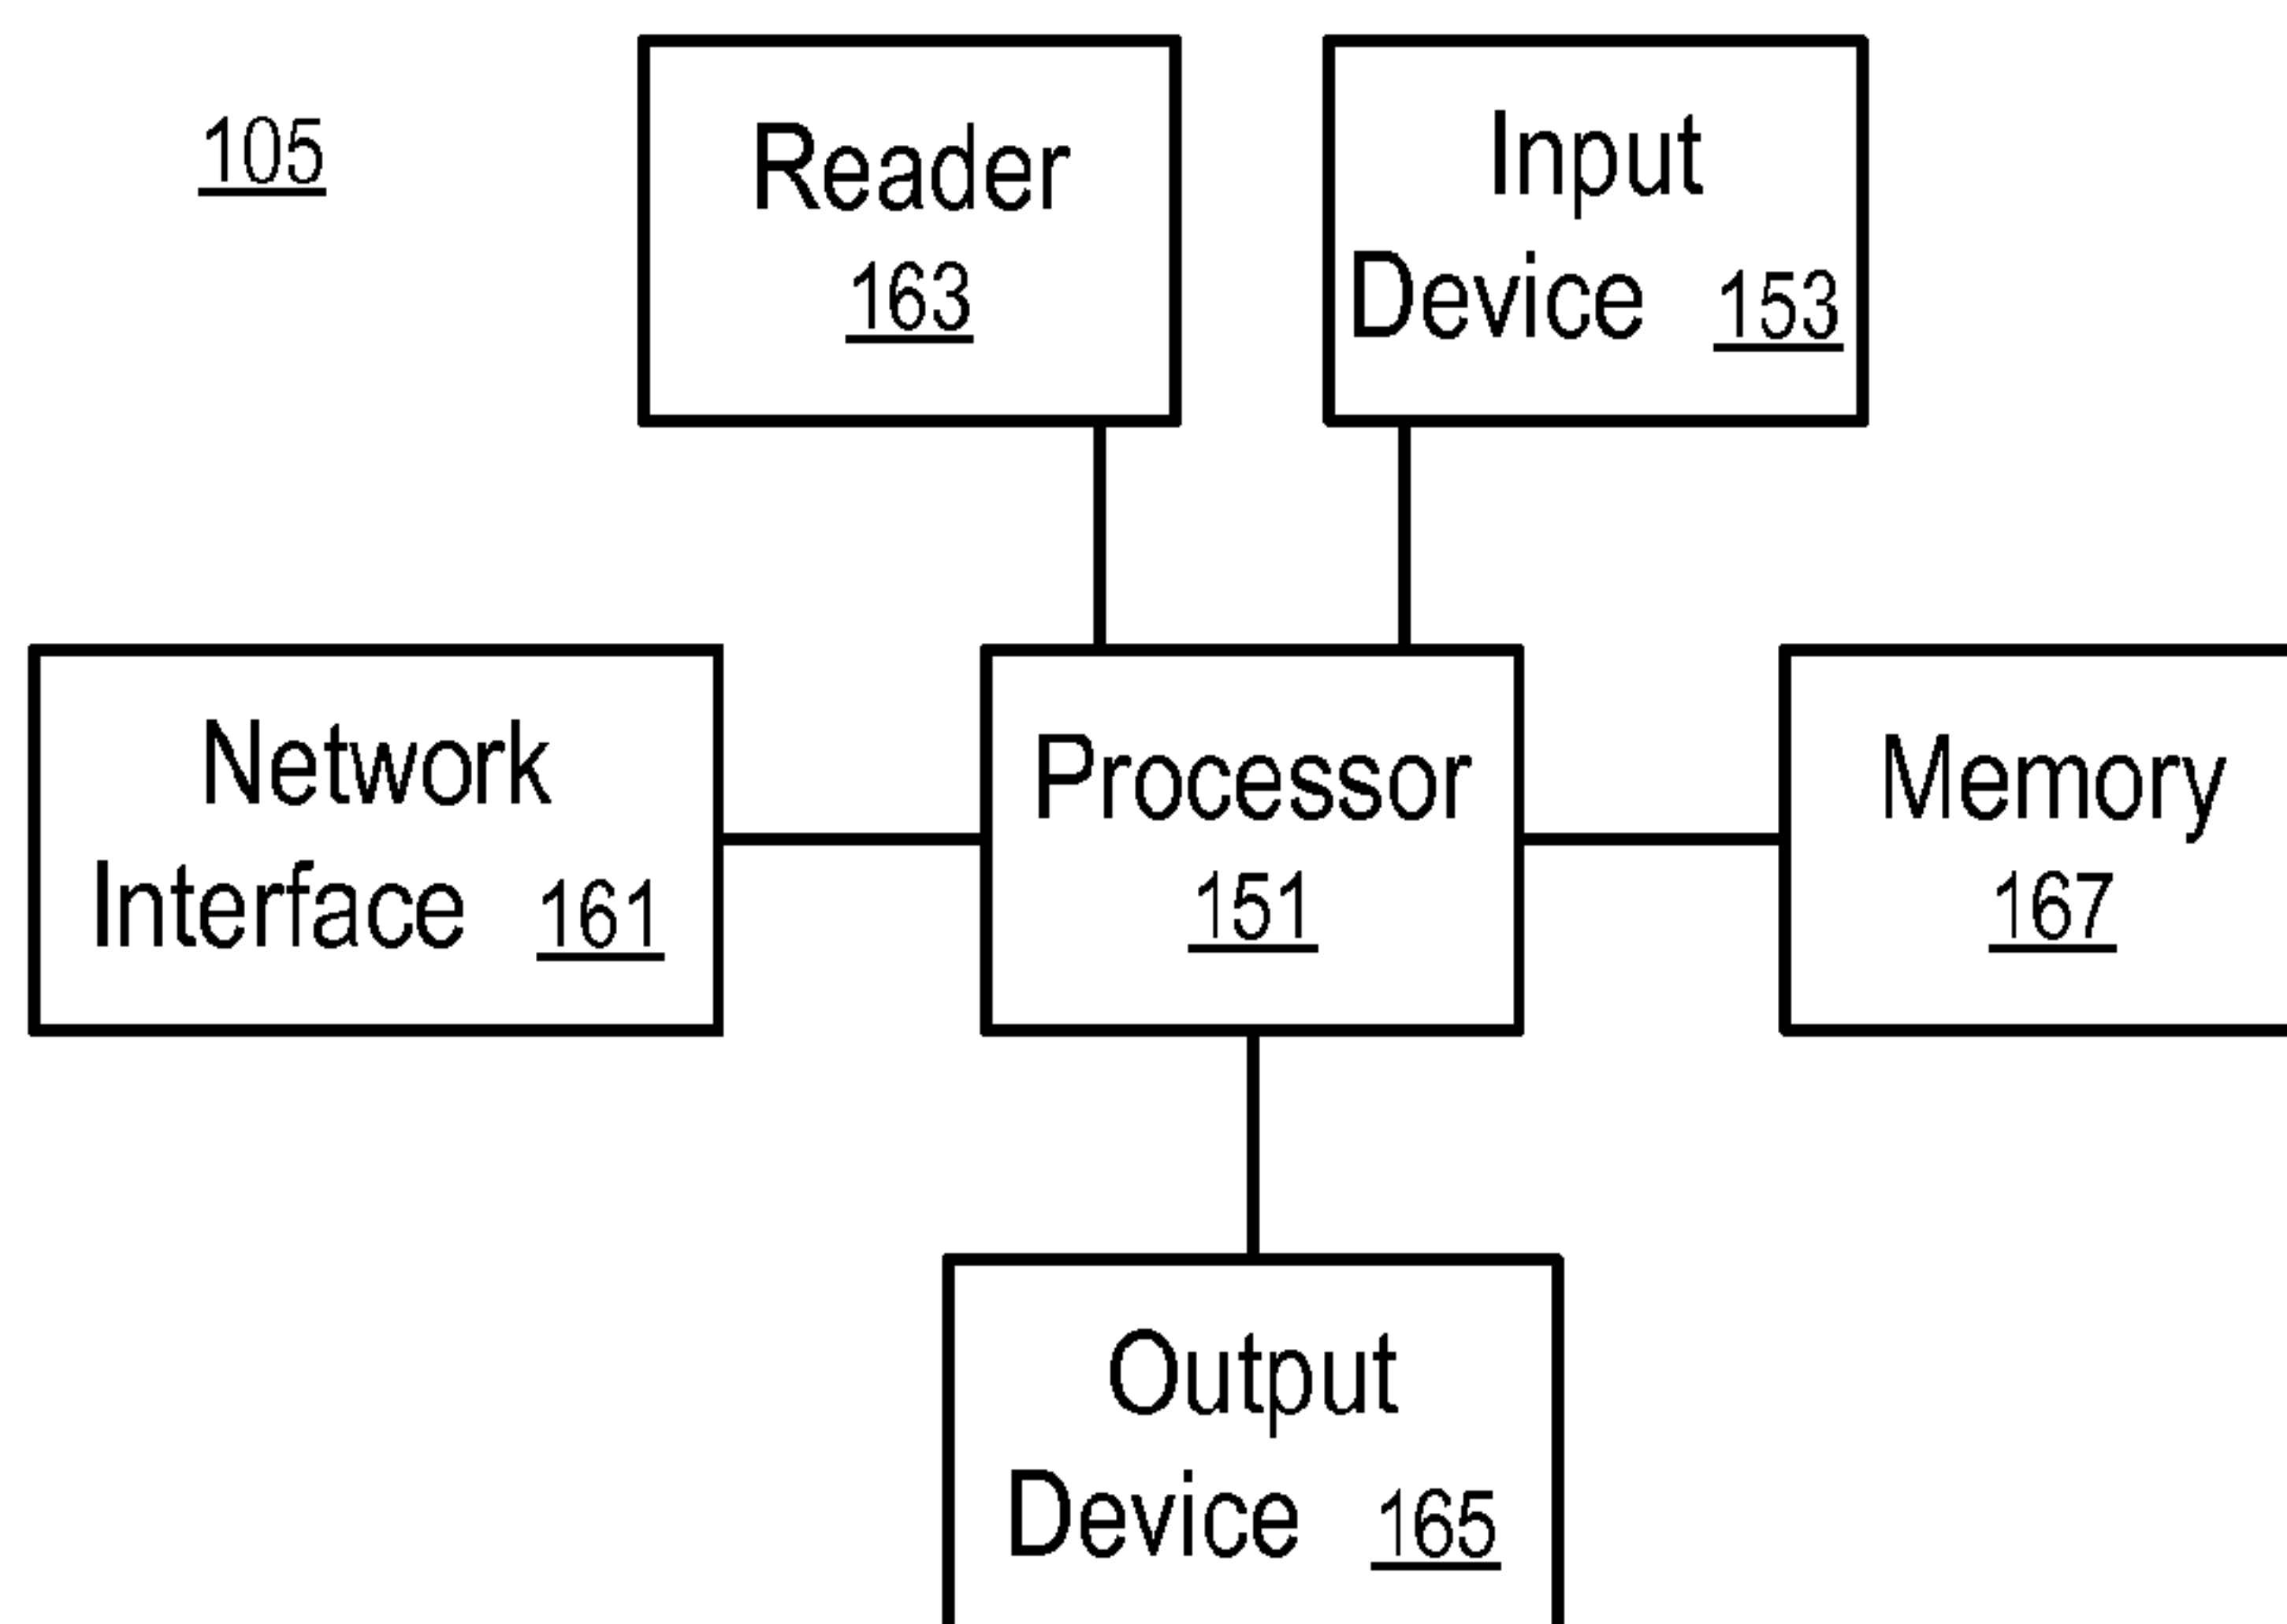 105
Reader
163
Input
Device 153
Network
Interface 161
Processor
151
Memory
167
Output
Device 165